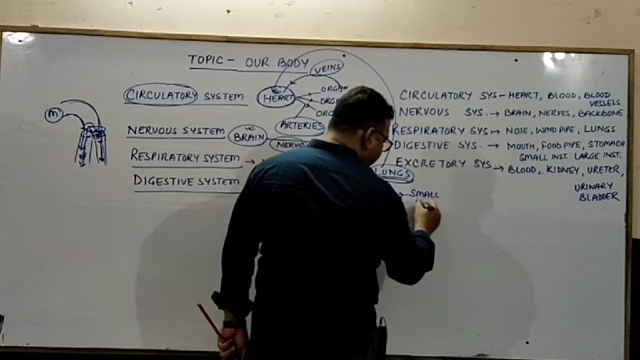 TOPIC - OUR BODY
VEINS
CIRCULATORY SYSTEM
HEART
ORGAN
ARTERIES
NERVOUS SYSTEM
BRAIN
RESPIRATORY SYSTEM →
DIGESTIVE SYSTEM
LUNGS
SMALL
CIRCULATORY SYS → HEART, BLOOD, BLOOD
VESSELS
NERVOUS SYS. → BRAIN, NERVES, BACKBONE
RESPIRATORY SYS → NOSE, WIND PIPE, LUNGS
DIGESTIVE SYS. → MOUTH, FOOD PIPE, STOMACH
SMALL INST. LARGE INST.
EXCRETORY SYS → BLOOD, KIDNEY, URETER,
URINARY
BLADDER